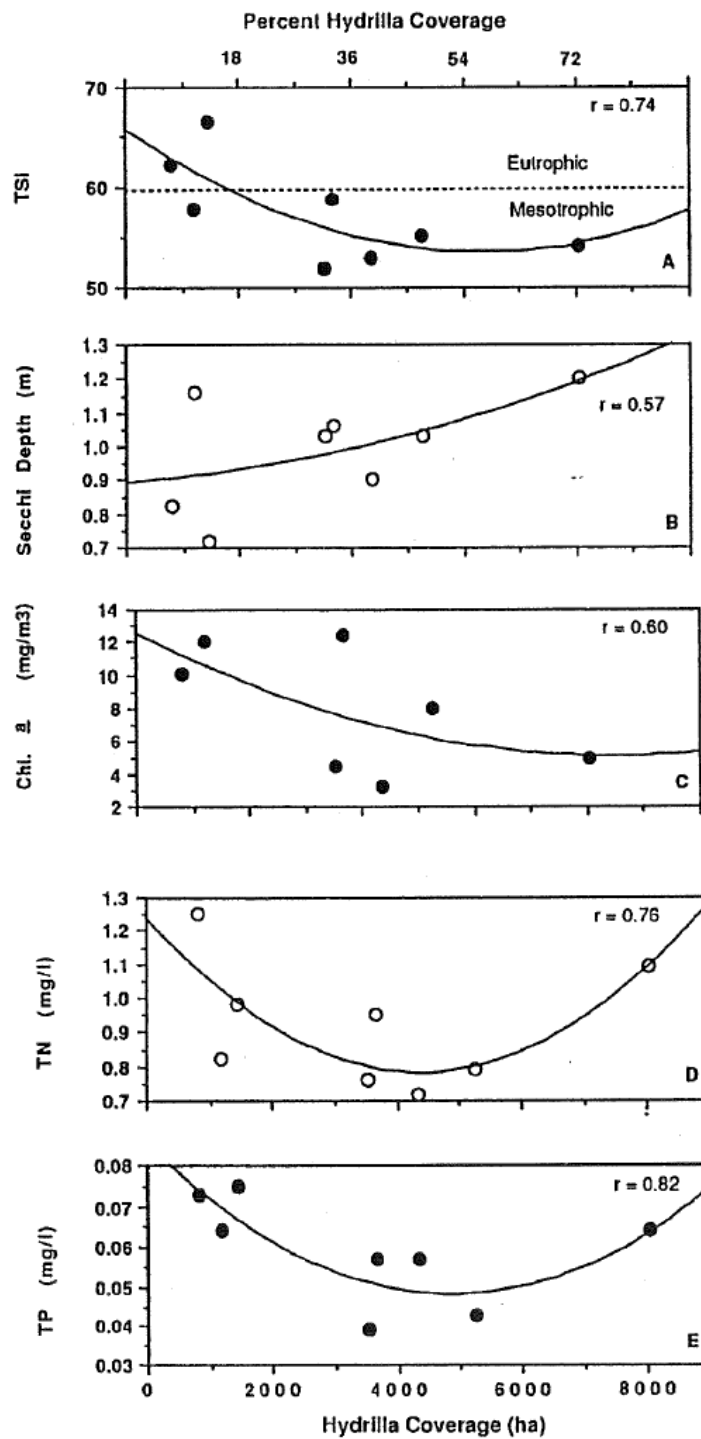 Percent Hydrilla Coverage
18 36 54 72
70
r = 0.74
Eutrophic
TSI
60
Mesotrophic
50
A
1.3
1.2
r = 0.57
1.1
Secchi Depth (m)
1.0
0.9
0.8
B
0.7
14
r = 0.60
12
10
Chl. a (mg/m3)
8
6
4
C
2
1.3
r = 0.76
1.2
1.1
TN (mg/l)
1.0
0.9
0.8
D
0.7
0.08
r = 0.82
0.07
0.06
TP (mg/l)
0.05
0.04
E
0.03
0 2000 4000 6000 8000
Hydrilla Coverage (ha)